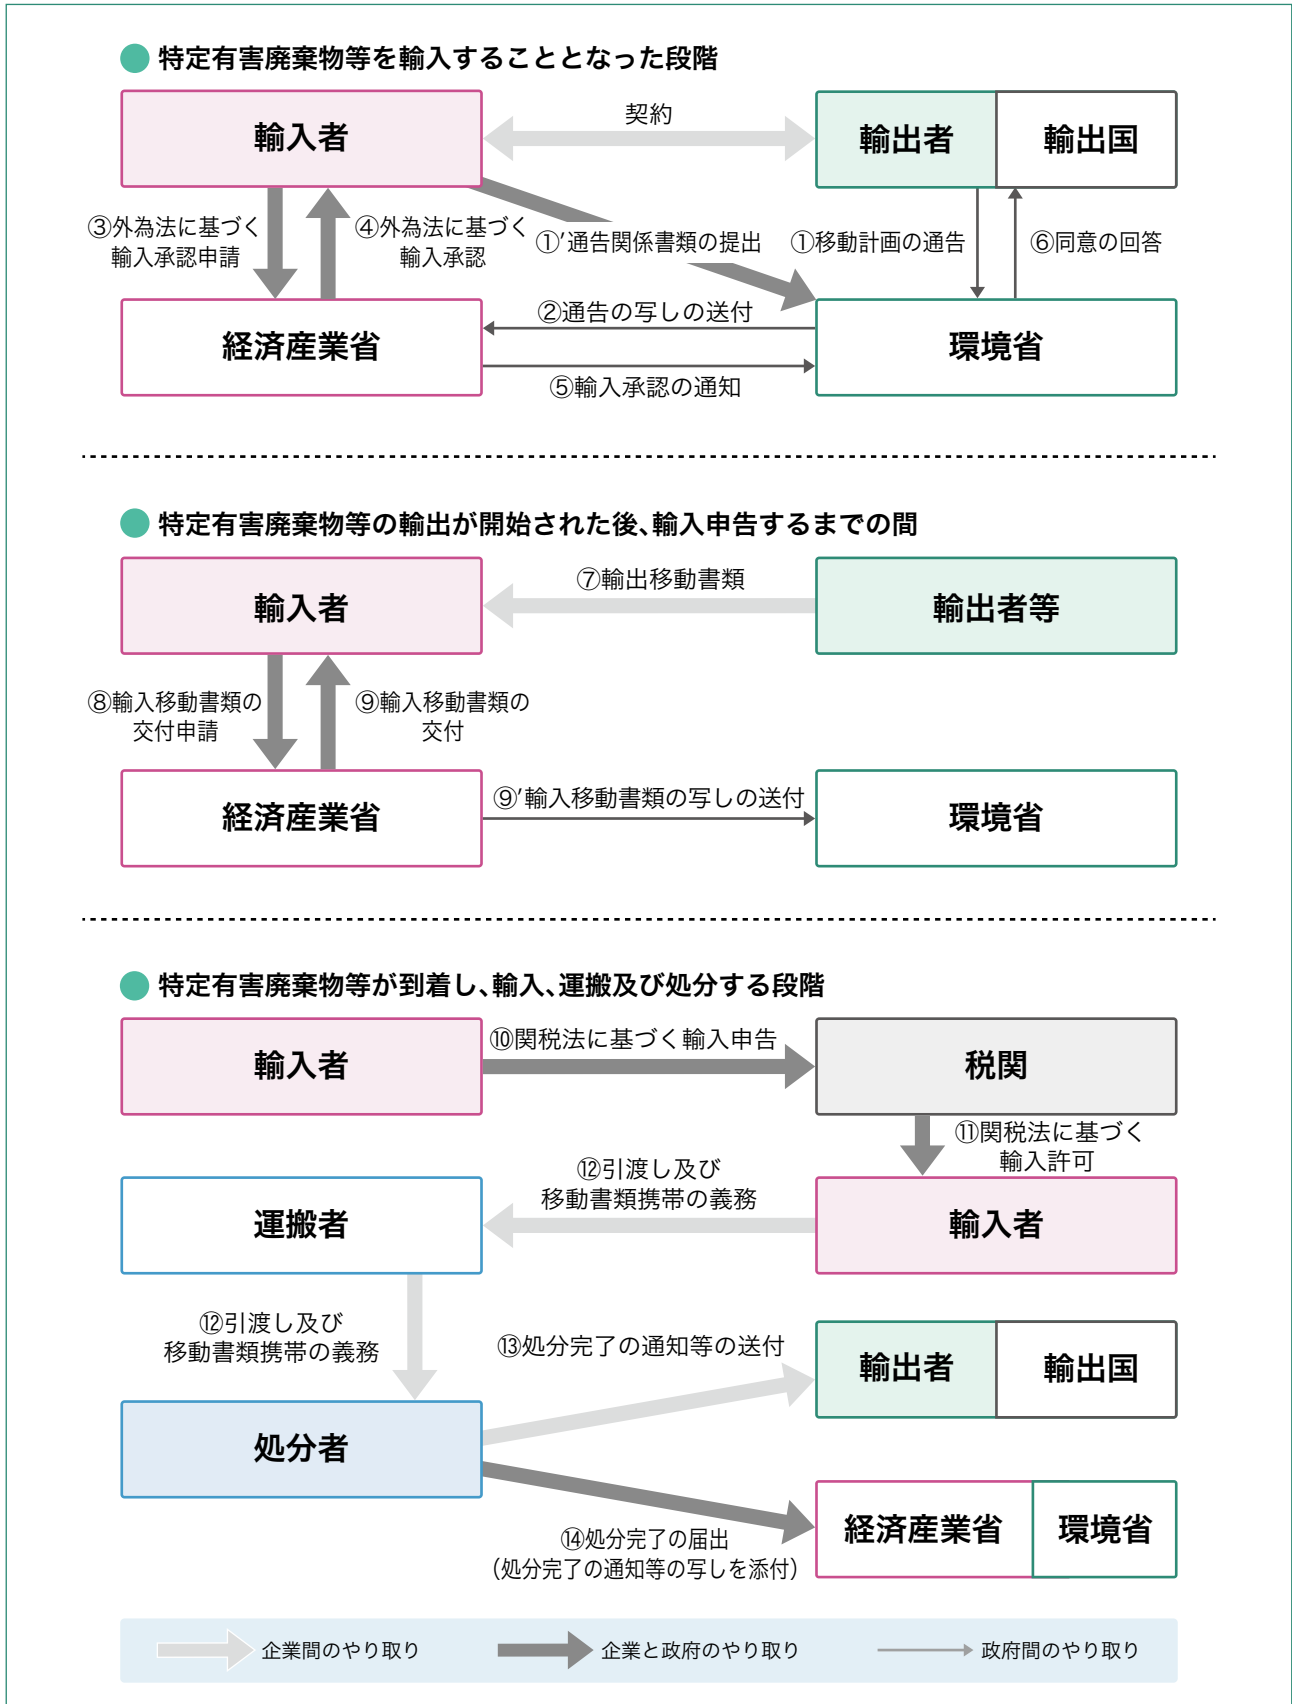 特定有害廃棄物等を輸入することとなった段階
輸入者
契約
輸出者
輸出国
③外為法に基づく
輸入承認申請
④外為法に基づく
輸入承認
①′通告関係書類の提出
①移動計画の通告
⑥同意の回答
経済産業省
②通告の写しの送付
⑤輸入承認の通知
環境省
特定有害廃棄物等の輸出が開始された後、輸入申告するまでの間
輸入者
⑦輸出移動書類
輸出者等
⑧輸入移動書類の
交付申請
⑨輸入移動書類の
交付
経済産業省
⑨′輸入移動書類の写しの送付
環境省
特定有害廃棄物等が到着し、輸入、運搬及び処分する段階
輸入者
⑩関税法に基づく輸入申告
税関
⑪関税法に基づく
輸入許可
運搬者
⑫引渡し及び
移動書類携帯の義務
輸入者
⑫引渡し及び
移動書類携帯の義務
⑬処分完了の通知等の送付
輸出者
輸出国
処分者
⑭処分完了の届出
（処分完了の通知等の写しを添付）
経済産業省
環境省
企業間のやり取り
企業と政府のやり取り
政府間のやり取り